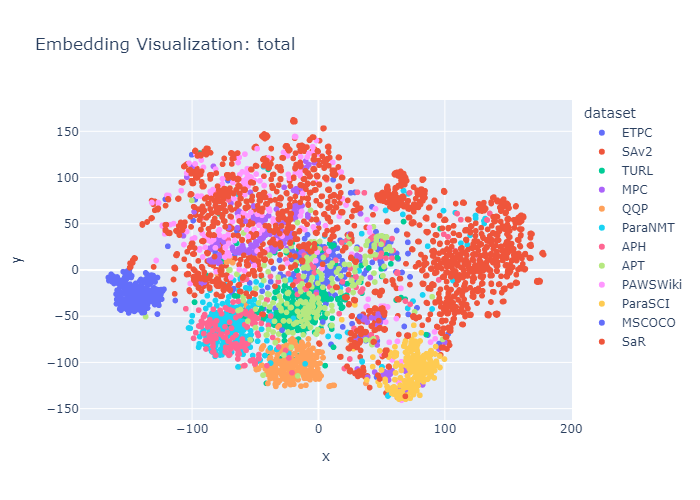 Embedding Visualization: total
dataset
ETPC
SAv2
TURL
MPC
QQP
ParaNMT
APH
APT
PAWSWiki
ParaSCI
MSCOCO
SaR
150
100
50
0
−50
−100
−150
y
−100
0
100
200
x